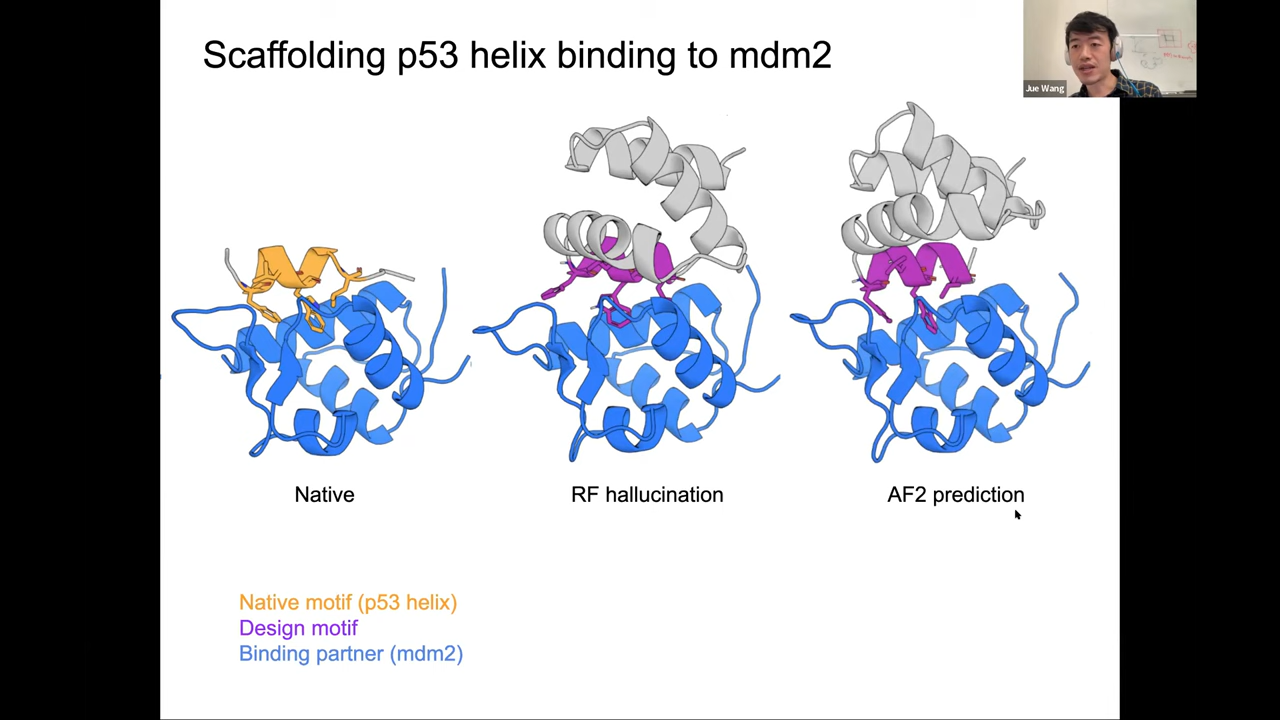 Scaffolding p53 helix binding to mdm2
Jue Wang
Native
RF hallucination
AF2 prediction
Native motif (p53 helix)
Design motif
Binding partner (mdm2)